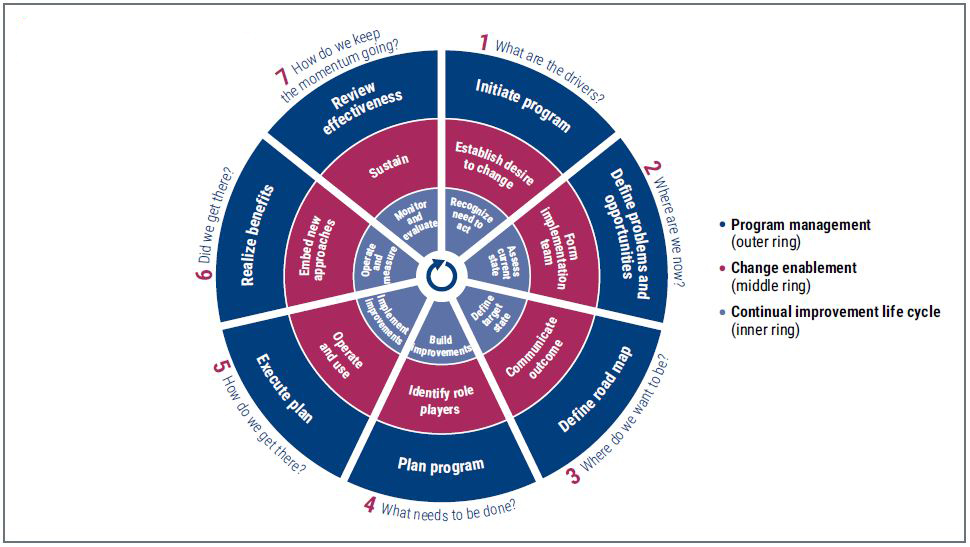 1 What are the drivers?
Initiate program
Establish desire
to change
Recognize
need to
act
2 Where are we now?
Define problems and
opportunities
Form
implementation
team
Assess
current
state
3 Where do we want to be?
Define road map
Communicate
outcome
Define
target
state
4 What needs to be done?
Plan program
Identify role
players
Build
improvements
5 How do we get there?
Execute plan
Operate
and use
Implement
improvements
6 Did we get there?
Realize benefits
Embed new
approaches
Operate
and
measure
7 How do we keep
the momentum going?
Review
effectiveness
Sustain
Monitor
and
evaluate
• Program management
(outer ring)
• Change enablement
(middle ring)
• Continual improvement life cycle
(inner ring)